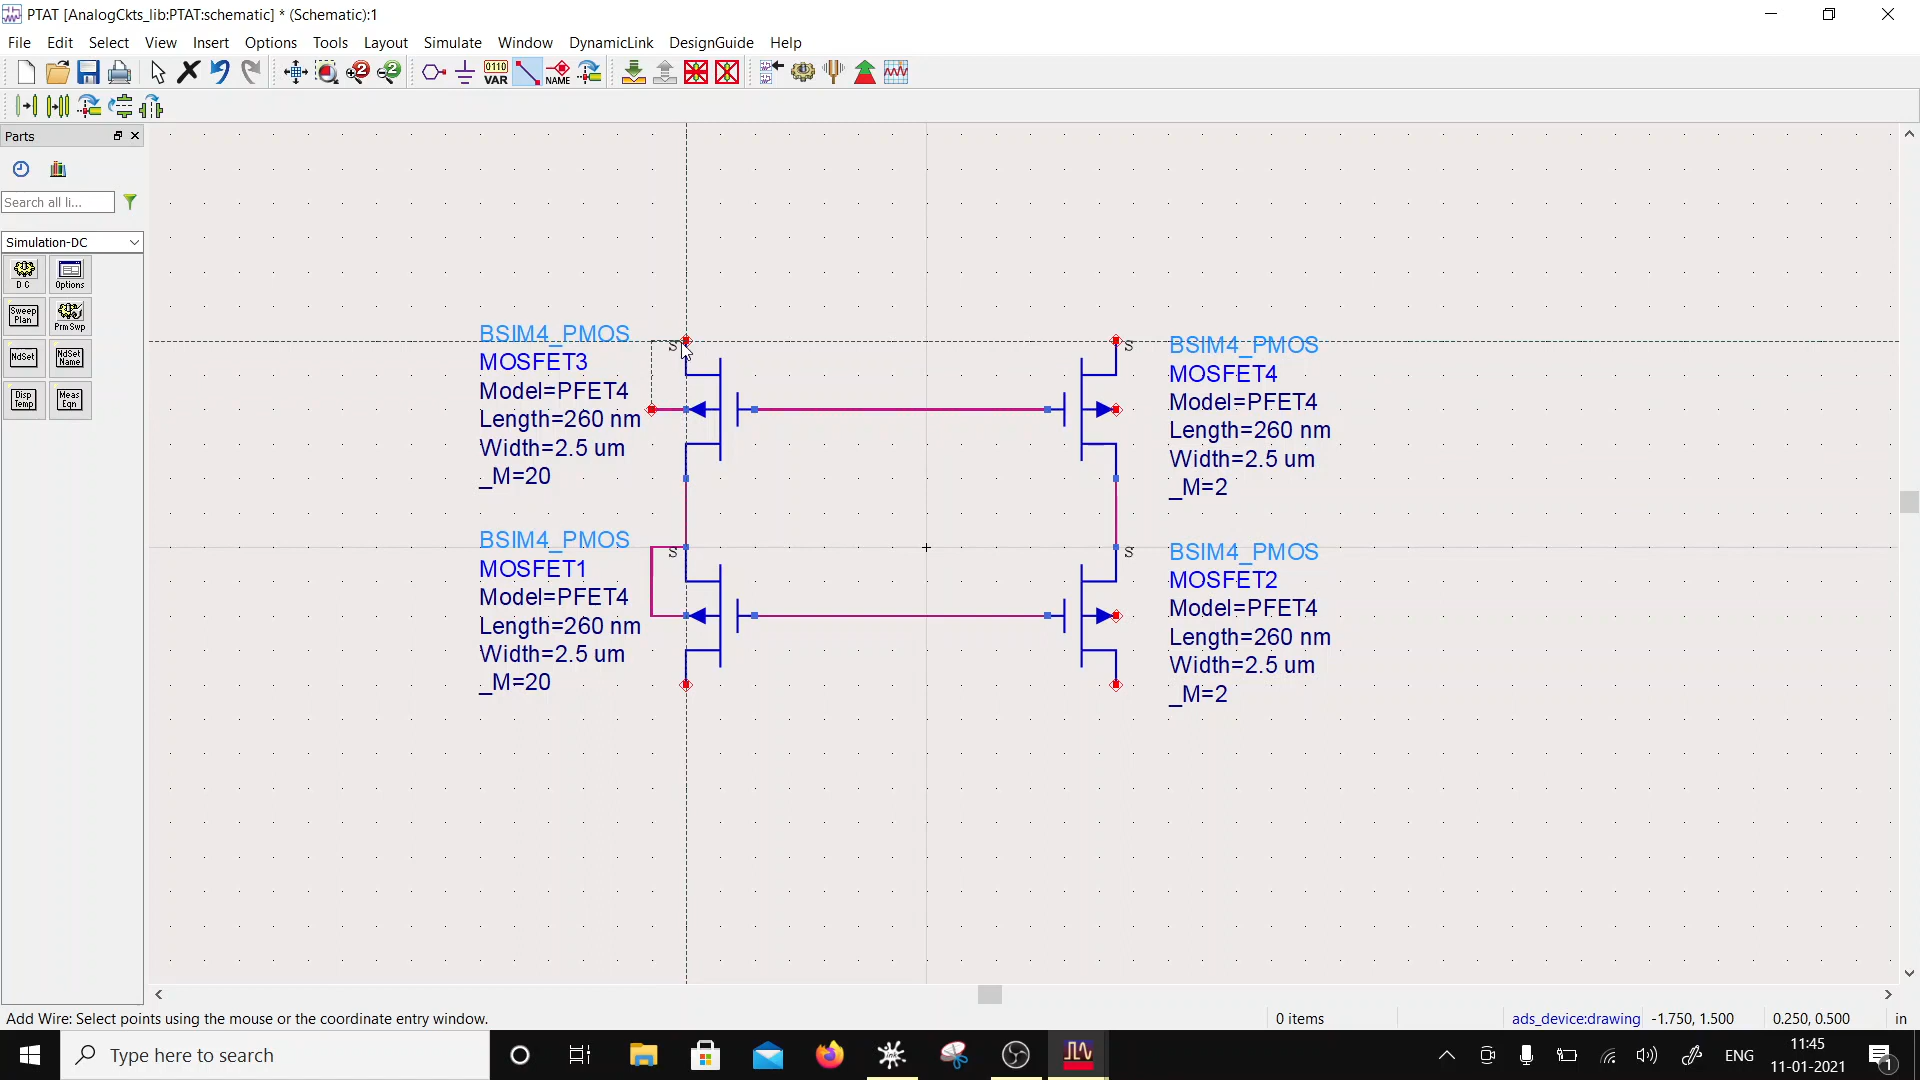 PTAT [AnalogCkts_lib:PTAT:schematic] * (Schematic):1
File Edit Select View Insert Options Tools Layout Simulate Window DynamicLink DesignGuide Help
0110
VAR
NAME
2 2
Parts
Search all li...
Simulation-DC
D C Options
Sweep Plan Prm Swp
NdSet NdSet Name
Disp Temp Meas Eqn
BSIM4_PMOS
MOSFET3
Model=PFET4
Length=260 nm
Width=2.5 um
_M=20
S
S
BSIM4_PMOS
MOSFET4
Model=PFET4
Length=260 nm
Width=2.5 um
_M=2
BSIM4_PMOS
MOSFET1
Model=PFET4
Length=260 nm
Width=2.5 um
_M=20
S
S
BSIM4_PMOS
MOSFET2
Model=PFET4
Length=260 nm
Width=2.5 um
_M=2
Add Wire: Select points using the mouse or the coordinate entry window.
0 items
ads_device:drawing -1.750, 1.500 0.250, 0.500 in
Type here to search
ENG
11:45
11-01-2021
1